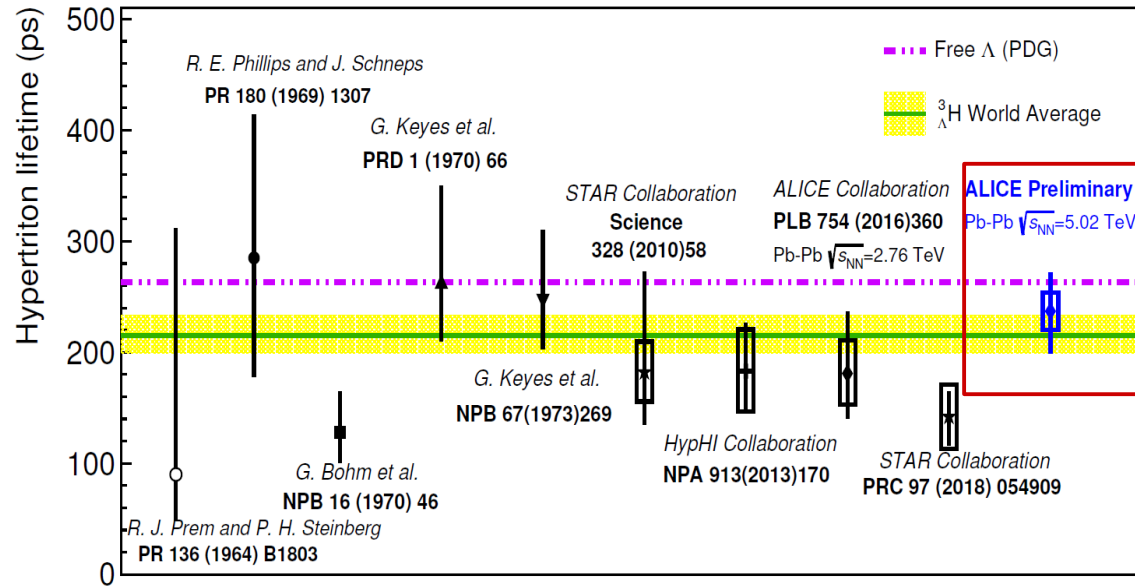 Hypertriton lifetime (ps)
500
400
300
200
100
0
R. E. Phillips and J. Schneps
PR 180 (1969) 1307
G. Keyes et al.
PRD 1 (1970) 66
STAR Collaboration
Science
328 (2010)58
ALICE Collaboration
PLB 754 (2016)360
Pb-Pb √sNN=2.76 TeV
Free Λ (PDG)
3ΛH World Average
ALICE Preliminary
Pb-Pb √sNN=5.02 TeV
G. Keyes et al.
NPB 67(1973)269
HypHI Collaboration
NPA 913(2013)170
STAR Collaboration
PRC 97 (2018) 054909
G. Bohm et al.
NPB 16 (1970) 46
R. J. Prem and P. H. Steinberg
PR 136 (1964) B1803